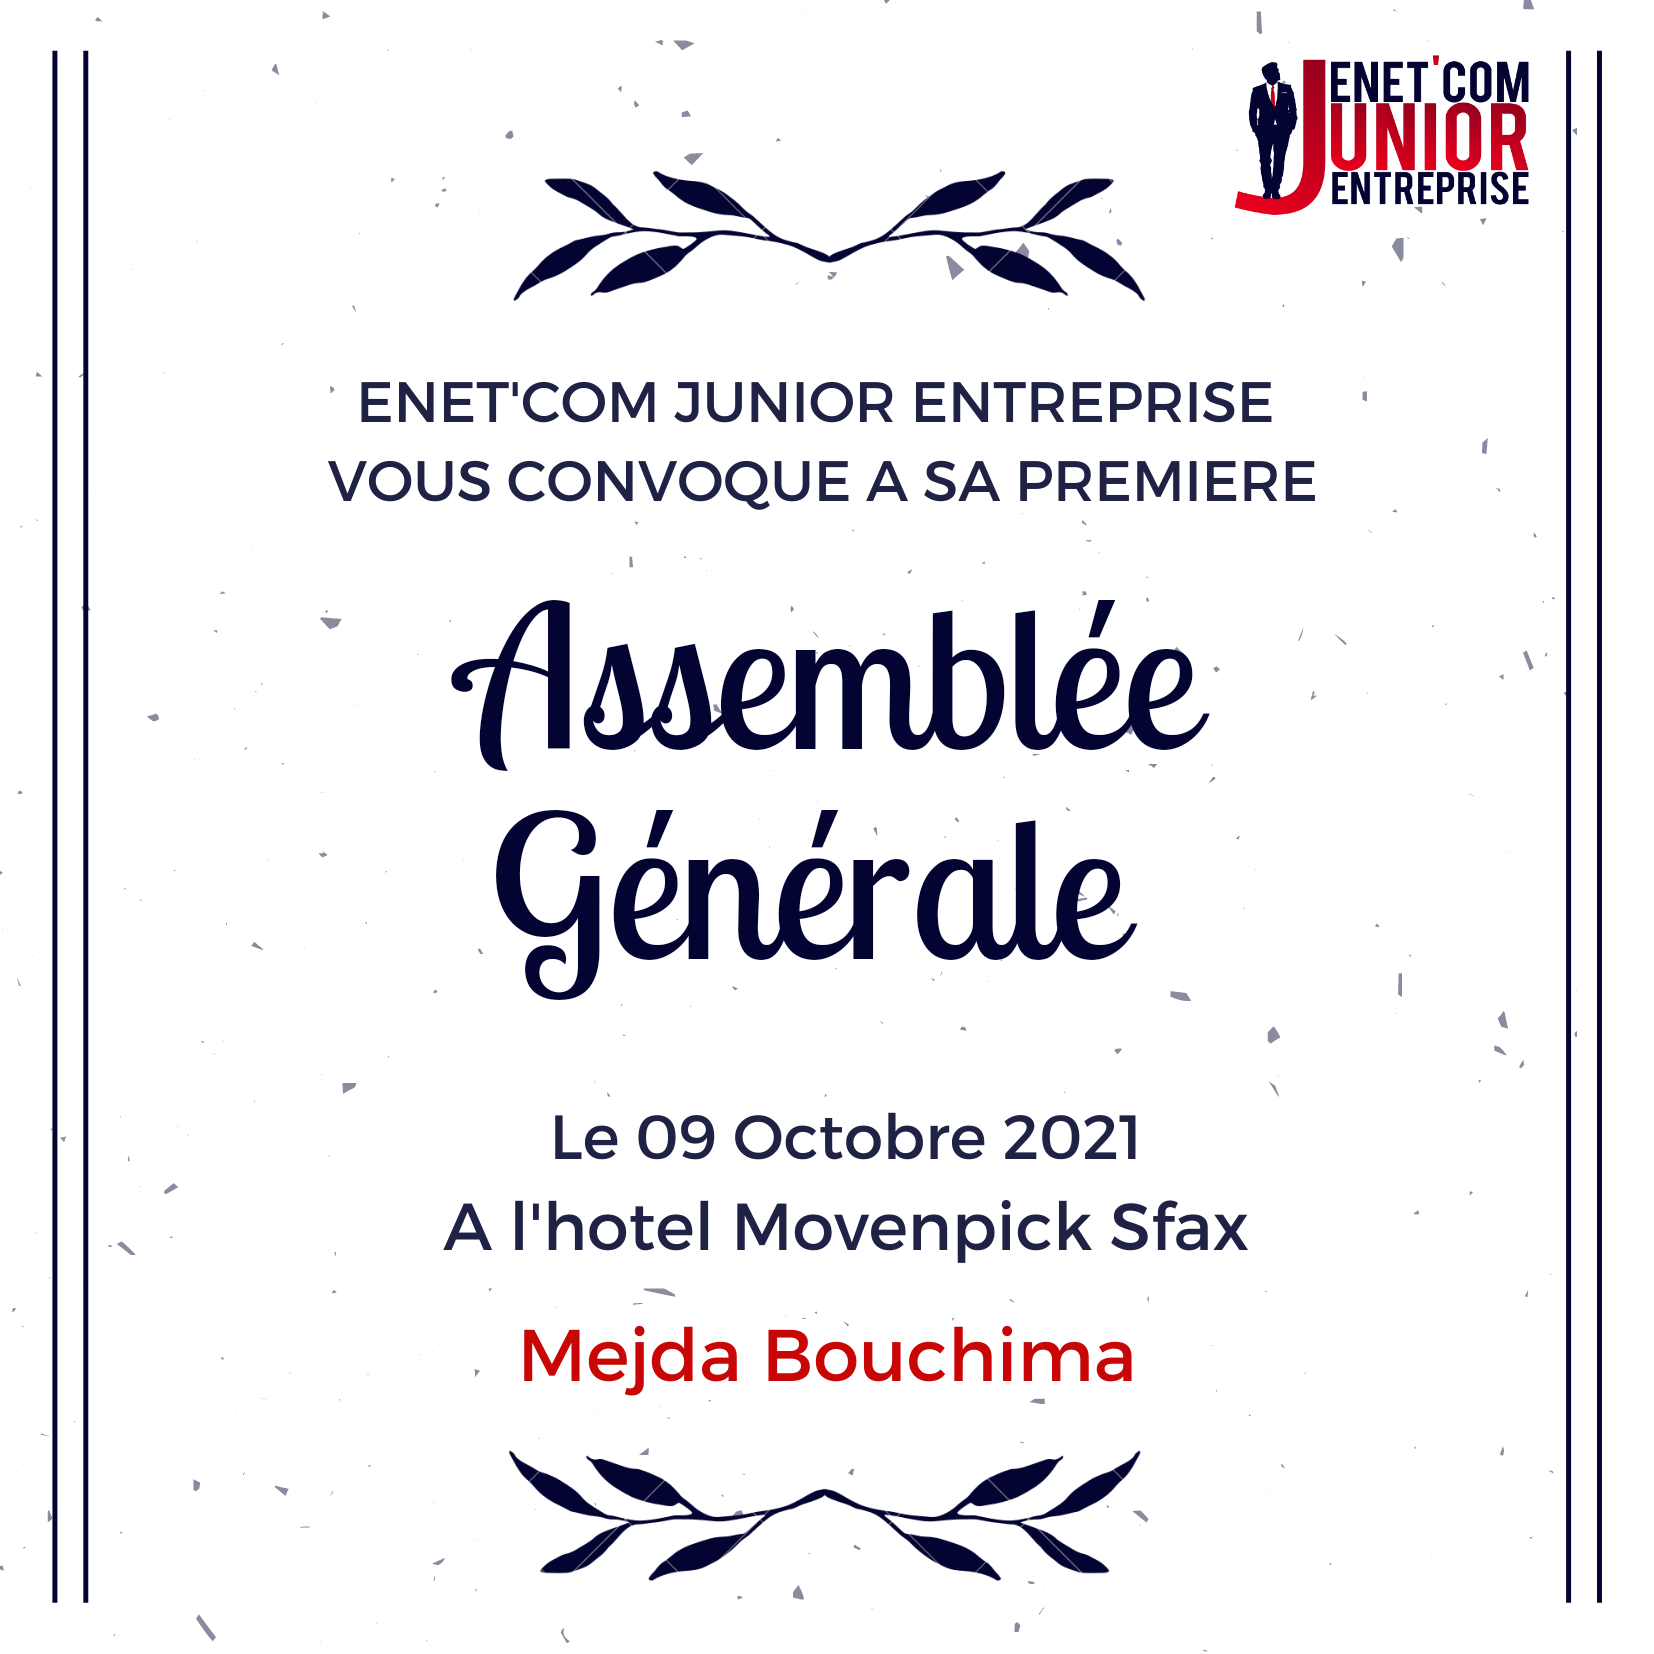 ENET'COM
JUNIOR
ENTREPRISE
ENET'COM JUNIOR ENTREPRISE
VOUS CONVOQUE A SA PREMIERE
Assemblée
Générale
Le 09 Octobre 2021
A l'hotel Movenpick Sfax
Mejda Bouchima